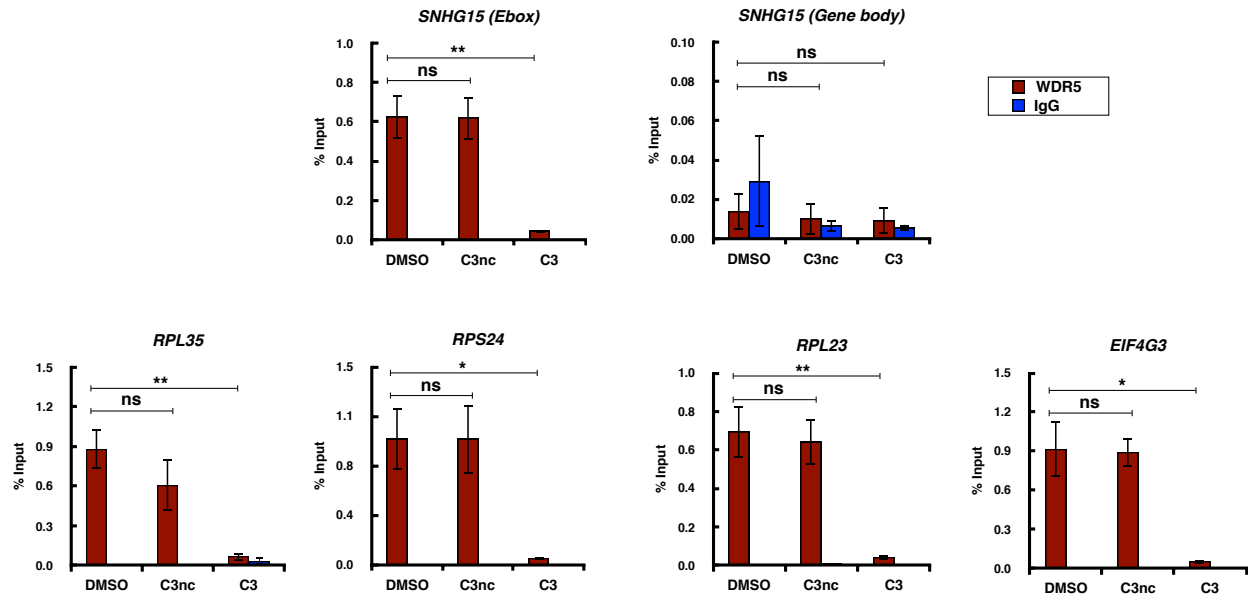 SNHG15 (Ebox)
% Input
1.0
0.8
0.6
0.4
0.2
0.0
**
ns
DMSO C3nc C3
SNHG15 (Gene body)
% Input
0.10
0.08
0.06
0.04
0.02
0.00
ns
ns
DMSO C3nc C3
WDR5
IgG
RPL35
% Input
1.5
1.2
0.9
0.6
0.3
0.0
**
ns
DMSO C3nc C3
RPS24
% Input
1.5
1.1
0.8
0.4
0.0
*
ns
DMSO C3nc C3
RPL23
% Input
1.0
0.8
0.6
0.4
0.2
0.0
**
ns
DMSO C3nc C3
EIF4G3
% Input
1.5
1.2
0.9
0.6
0.3
0.0
*
ns
DMSO C3nc C3